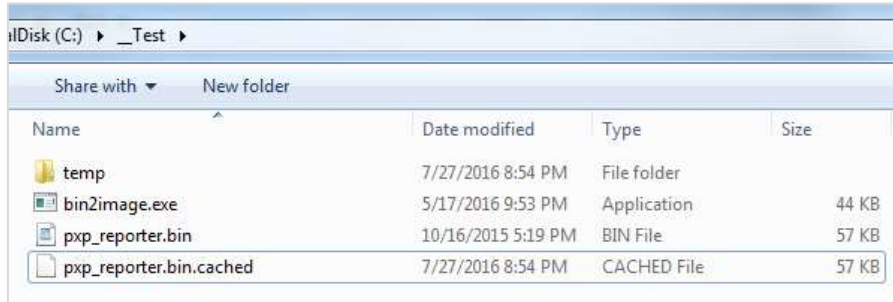 alDisk (C:) ▸ __Test ▸
Share with ▾ New folder
Name Date modified Type Size
temp 7/27/2016 8:54 PM File folder
bin2image.exe 5/17/2016 9:53 PM Application 44 KB
pxp_reporter.bin 10/16/2015 5:19 PM BIN File 57 KB
pxp_reporter.bin.cached 7/27/2016 8:54 PM CACHED File 57 KB